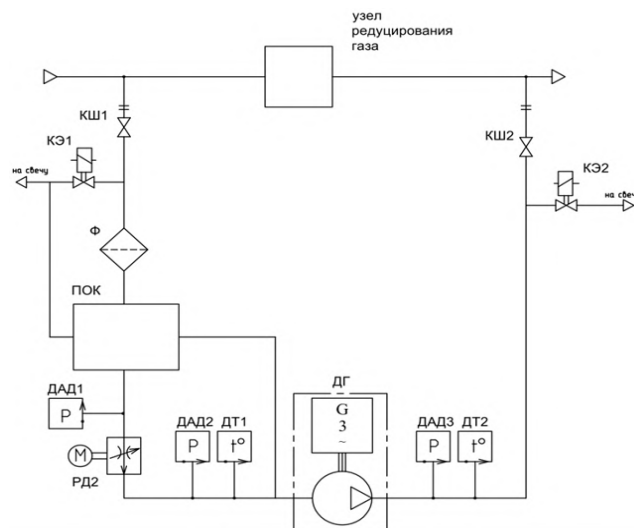 узел
редуцирования
газа
КШ1
КШ2
КЭ1
КЭ2
на свечу
на свечу
Ф
ПОК
ДАД1
P
М
РД2
ДАД2
ДТ1
P
t°
ДГ
G
3
~
ДАД3
ДТ2
P
t°